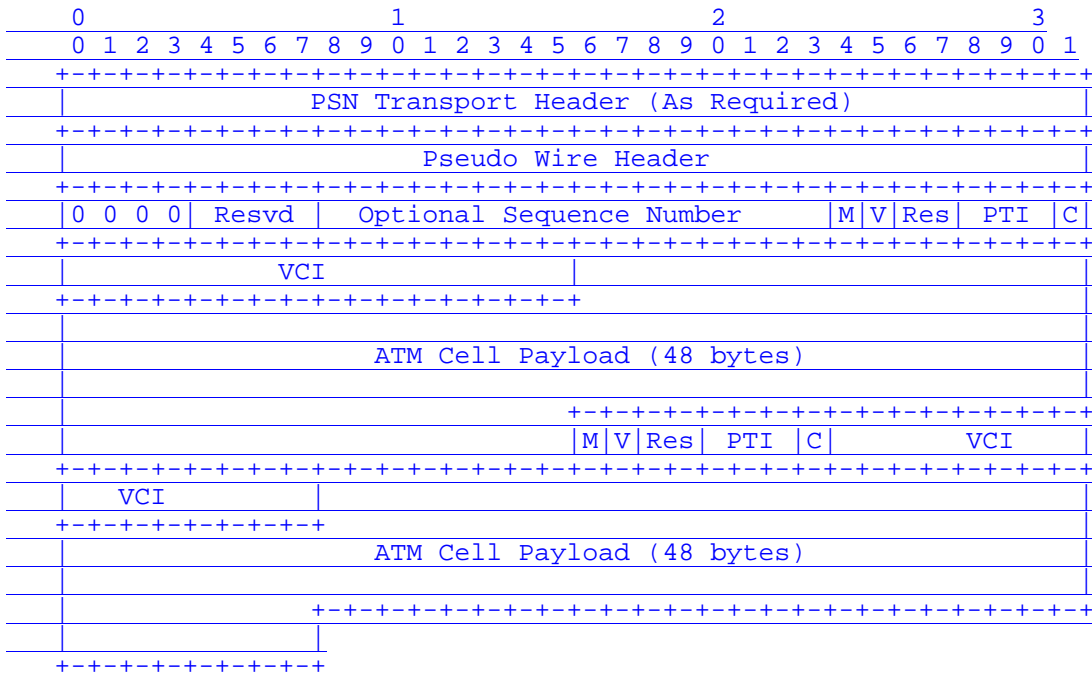 0                   1                   2                   3
0 1 2 3 4 5 6 7 8 9 0 1 2 3 4 5 6 7 8 9 0 1 2 3 4 5 6 7 8 9 0 1
+-+-+-+-+-+-+-+-+-+-+-+-+-+-+-+-+-+-+-+-+-+-+-+-+-+-+-+-+-+-+-+-+
|               PSN Transport Header (As Required)              |
+-+-+-+-+-+-+-+-+-+-+-+-+-+-+-+-+-+-+-+-+-+-+-+-+-+-+-+-+-+-+-+-+
|                      Pseudo Wire Header                       |
+-+-+-+-+-+-+-+-+-+-+-+-+-+-+-+-+-+-+-+-+-+-+-+-+-+-+-+-+-+-+-+-+
|0 0 0 0| Resvd |  Optional Sequence Number     |M|V|Res| PTI |C|
+-+-+-+-+-+-+-+-+-+-+-+-+-+-+-+-+-+-+-+-+-+-+-+-+-+-+-+-+-+-+-+-+
|             VCI               |                               |
+-+-+-+-+-+-+-+-+-+-+-+-+-+-+-+-+                               |
|                                                               |
|                   ATM Cell Payload (48 bytes)                 |
|                                                               |
|                               +-+-+-+-+-+-+-+-+-+-+-+-+-+-+-+-+
|                               |M|V|Res| PTI |C|        VCI    |
+-+-+-+-+-+-+-+-+-+-+-+-+-+-+-+-+-+-+-+-+-+-+-+-+-+-+-+-+-+-+-+-+
|   VCI         |                                               |
+-+-+-+-+-+-+-+-+                                               |
|                   ATM Cell Payload (48 bytes)                 |
|                                                               |
|               +-+-+-+-+-+-+-+-+-+-+-+-+-+-+-+-+-+-+-+-+-+-+-+-+
|               |
+-+-+-+-+-+-+-+-+